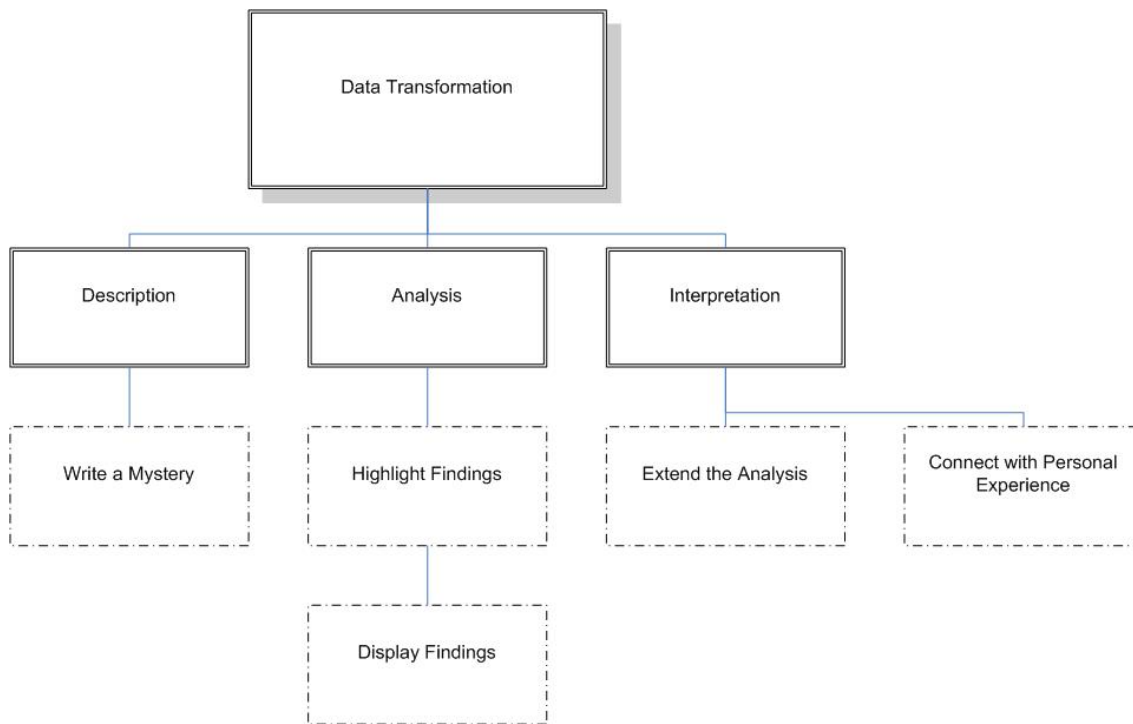 Data Transformation
Description
Analysis
Interpretation
Write a Mystery
Highlight Findings
Extend the Analysis
Connect with Personal
Experience
Display Findings